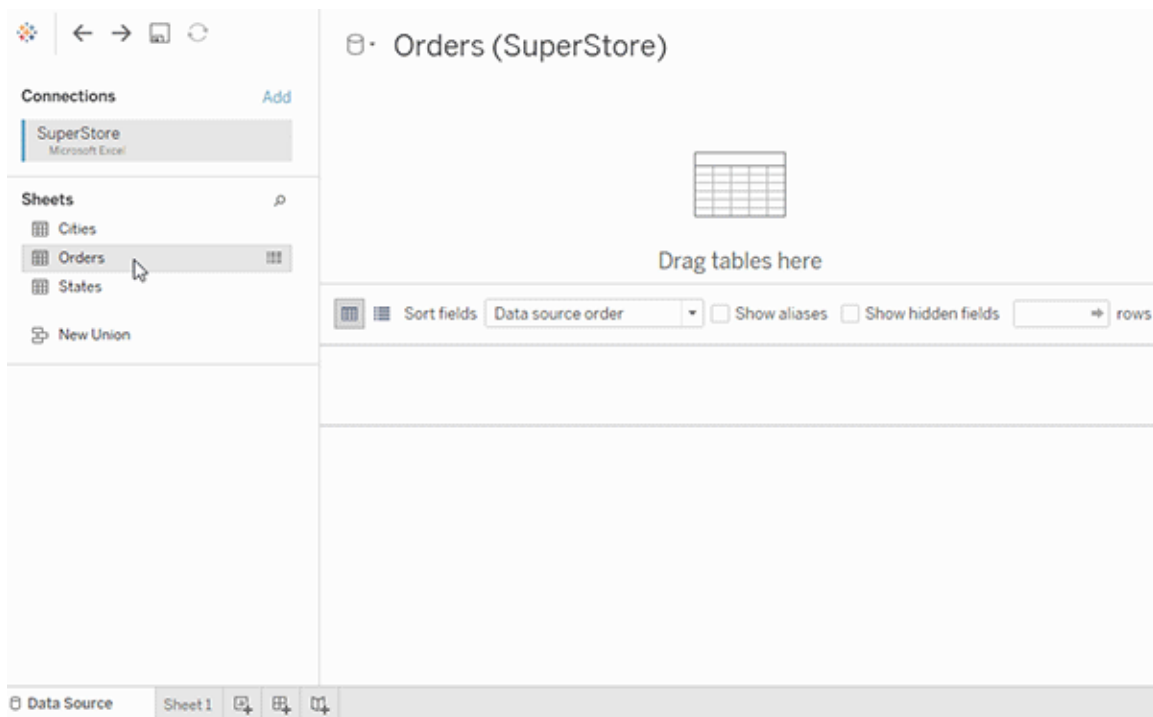 Orders (SuperStore)
Connections Add
SuperStore
Microsoft Excel
Sheets
Cities
Orders
States
New Union
Drag tables here
Sort fields Data source order Show aliases Show hidden fields rows
Data Source Sheet 1